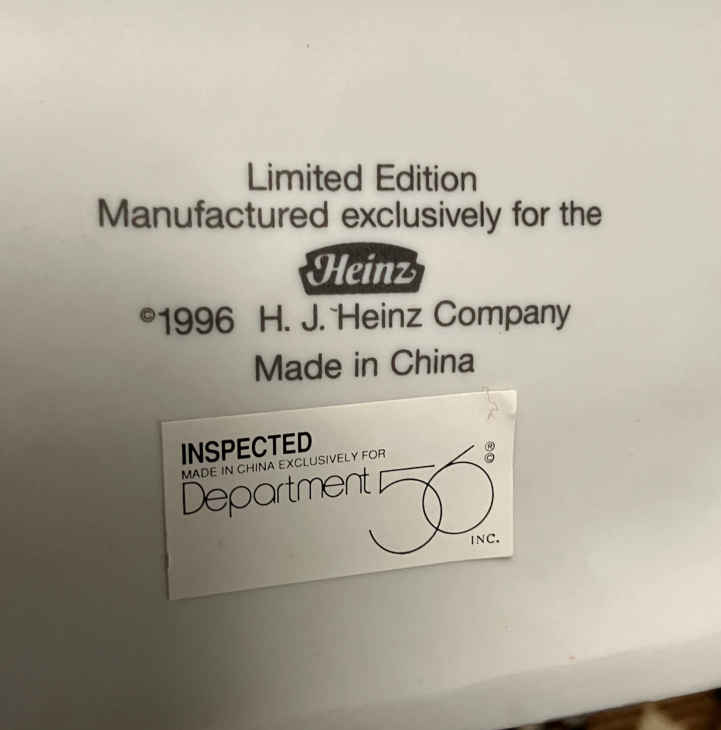 Limited Edition
Manufactured exclusively for the
Heinz
©1996 H. J. Heinz Company
Made in China
INSPECTED
MADE IN CHINA EXCLUSIVELY FOR
Department 56
®
©
INC.